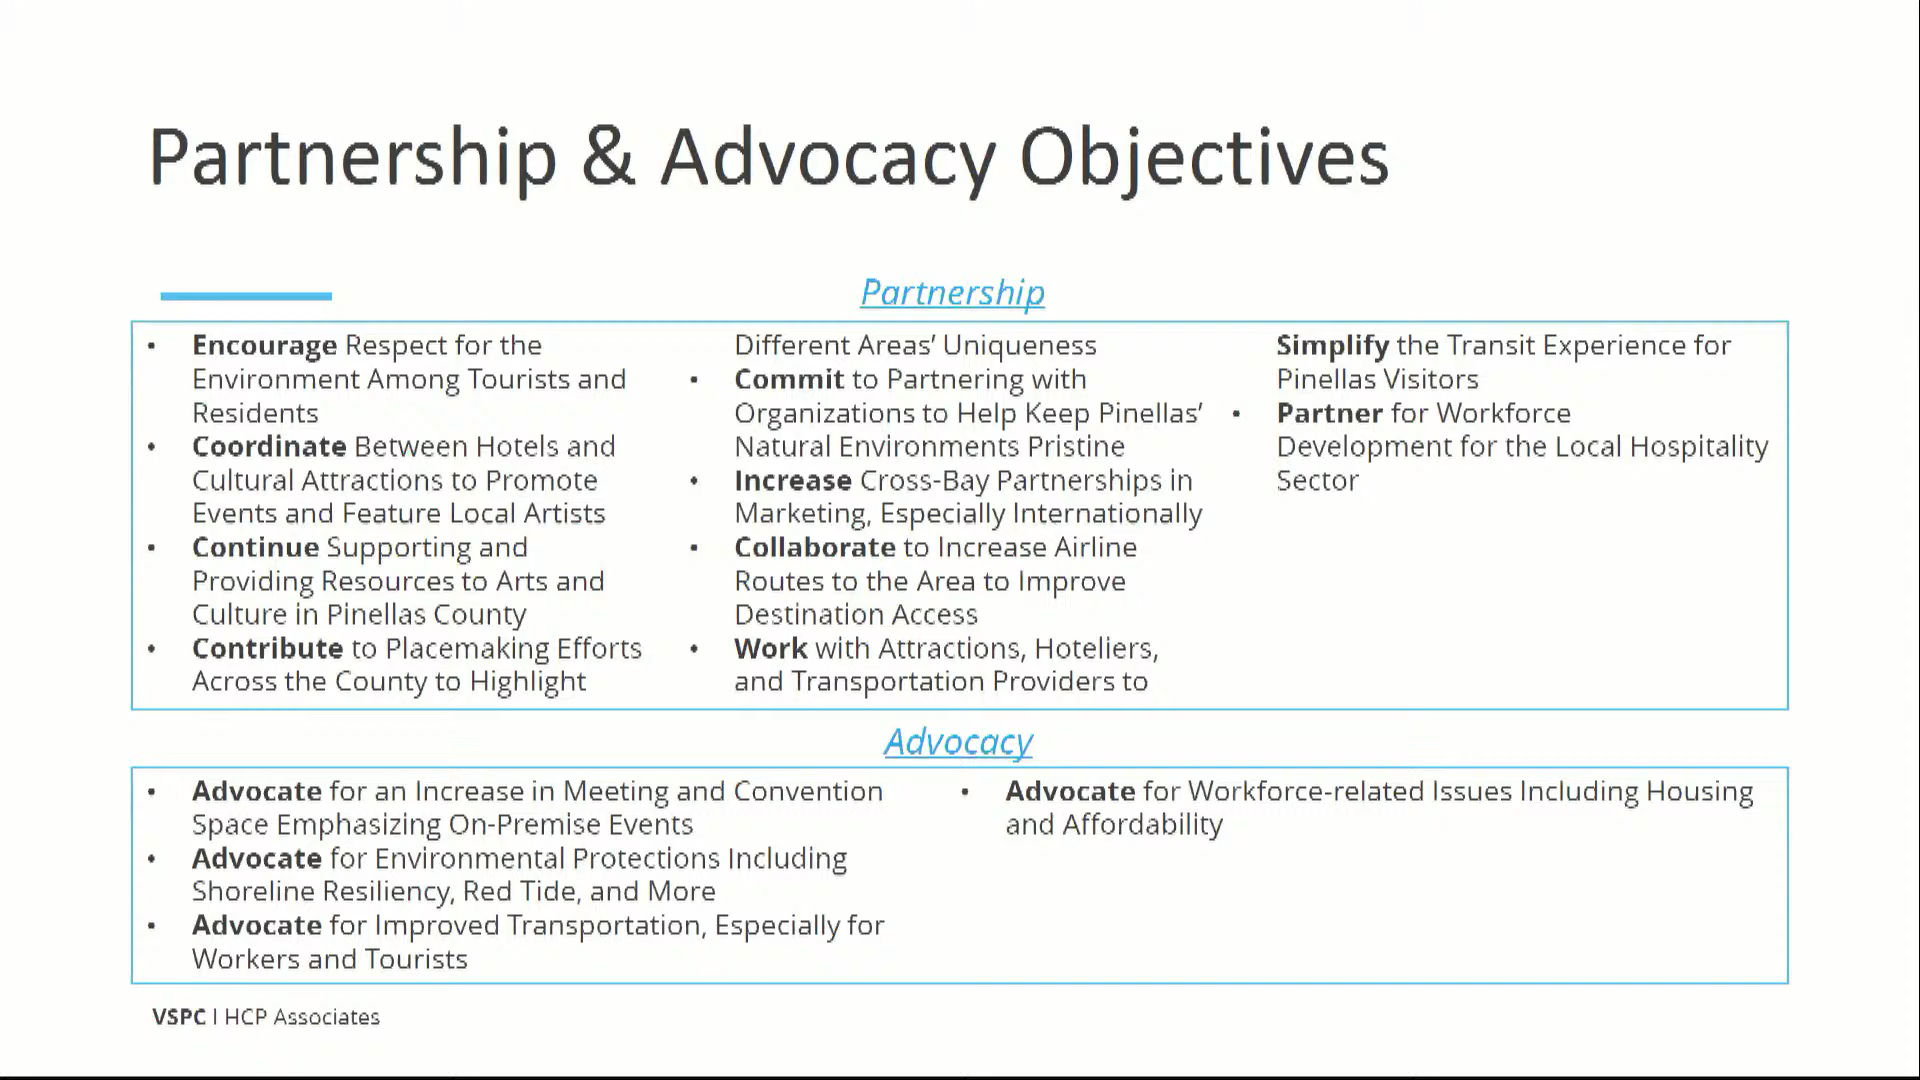 Partnership & Advocacy Objectives
Partnership
• Encourage Respect for the
Environment Among Tourists and
Residents
• Coordinate Between Hotels and
Cultural Attractions to Promote
Events and Feature Local Artists
• Continue Supporting and
Providing Resources to Arts and
Culture in Pinellas County
• Contribute to Placemaking Efforts
Across the County to Highlight
Different Areas’ Uniqueness
• Commit to Partnering with
Organizations to Help Keep Pinellas’
Natural Environments Pristine
• Increase Cross-Bay Partnerships in
Marketing, Especially Internationally
• Collaborate to Increase Airline
Routes to the Area to Improve
Destination Access
• Work with Attractions, Hoteliers,
and Transportation Providers to
Simplify the Transit Experience for
Pinellas Visitors
• Partner for Workforce
Development for the Local Hospitality
Sector
Advocacy
• Advocate for an Increase in Meeting and Convention
Space Emphasizing On-Premise Events
• Advocate for Environmental Protections Including
Shoreline Resiliency, Red Tide, and More
• Advocate for Improved Transportation, Especially for
Workers and Tourists
• Advocate for Workforce-related Issues Including Housing
and Affordability
VSPC | HCP Associates